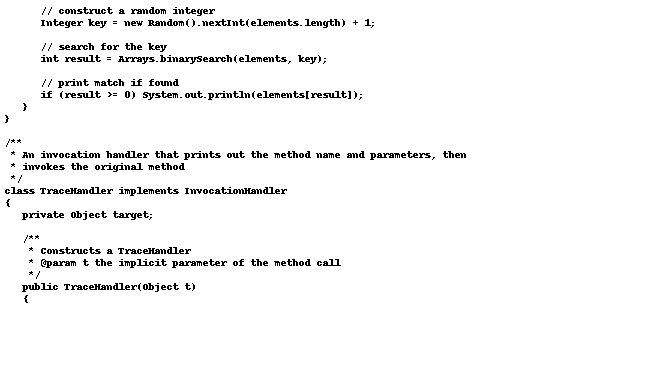 // construct a random integer
Integer key = new Random().nextInt(elements.length) + 1;
// search for the key
int result = Arrays.binarySearch(elements, key);
// print match if found
if (result >= 0) System.out.println(elements[result]);
}
}
/**
* An invocation handler that prints out the method name and parameters, then
* invokes the original method
*/
class TraceHandler implements InvocationHandler
{
private Object target;
/**
* Constructs a TraceHandler
* @param t the implicit parameter of the method call
*/
public TraceHandler(Object t)
{